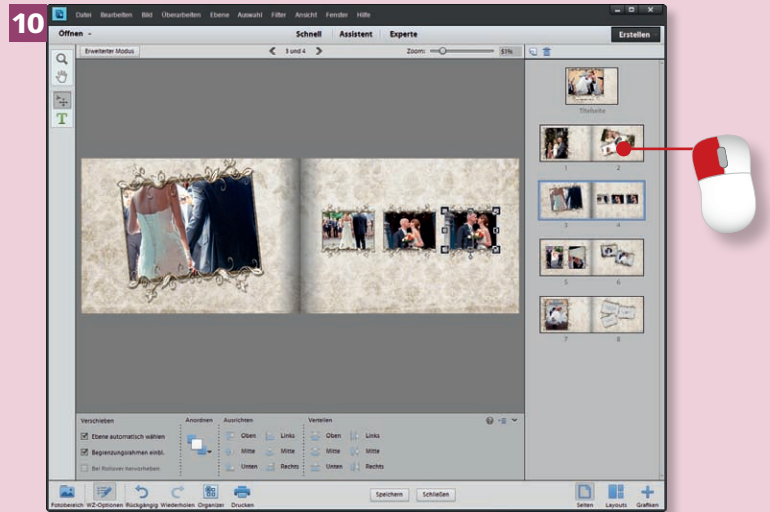 10
Datei Bearbeiten Bild Überarbeiten Ebene Auswahl Filter Ansicht Fenster Hilfe
Öffnen Schnell Assistent Experte Erstellen
Erweiterter Modus 3 und 4 Zoom: 51%
Titelseite
1 2
3 4
5 6
7 8
Verschieben Anordnen Ausrichten Verteilen
Ebene automatisch wählen Oben Links Oben Links
Begrenzungsrahmen einbl. Mitte Mitte Mitte Mitte
Bei Rollover hervorheben Unten Rechts Unten Rechts
Speichern Schließen
Fotobereich WZ-Optionen Rückgängig Wiederholen Organizer Drucken Seiten Layouts Grafiken